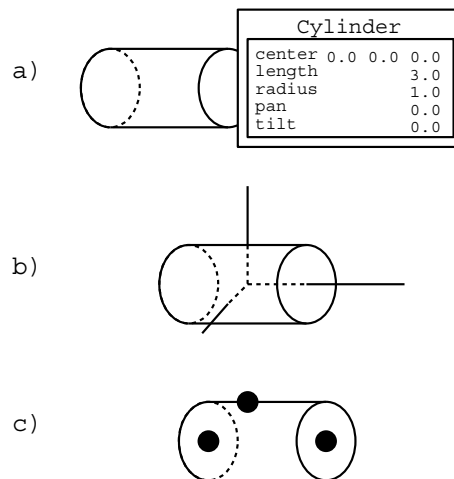 Cylinder
a)
center 0.0 0.0 0.0
length 3.0
radius 1.0
pan 0.0
tilt 0.0
b)
c)